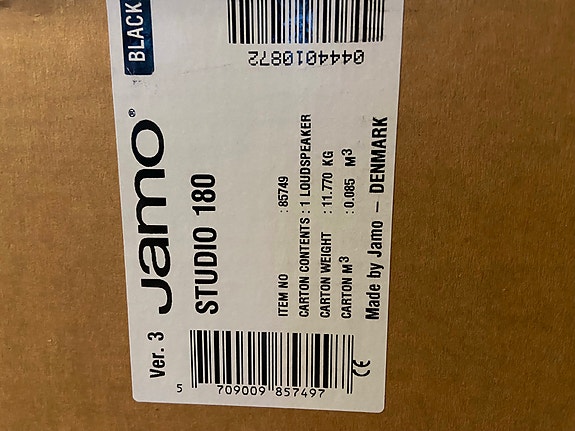 BLACK
Ver. 3 Jamo®
STUDIO 180
ITEM NO : 85749
CARTON CONTENTS : 1 LOUDSPEAKER
CARTON WEIGHT : 11.770 KG
CARTON M3 : 0.085 M3
Made by Jamo – DENMARK
5 709009 857497
CE
0444010872